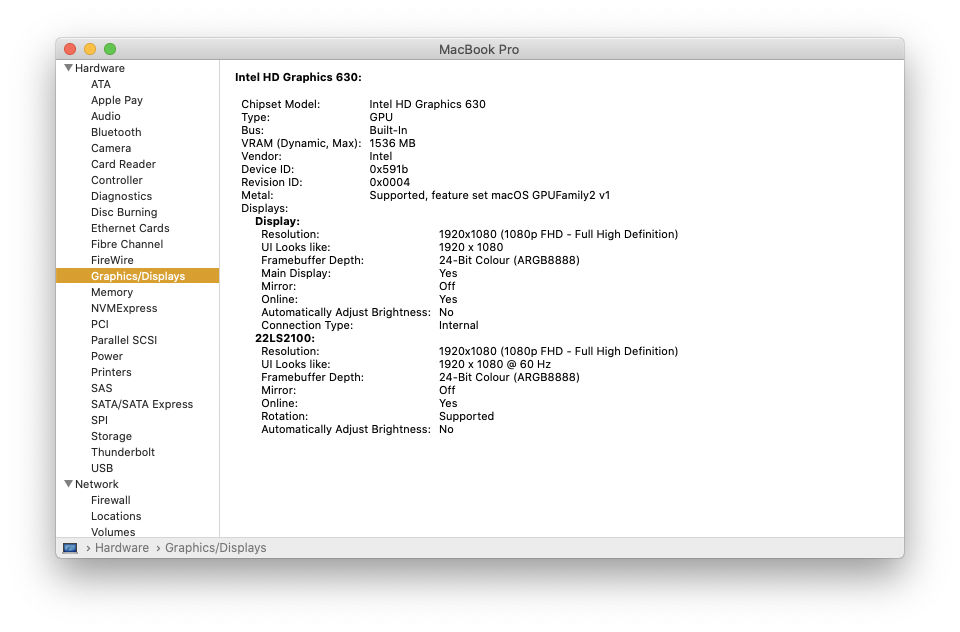 MacBook Pro
Hardware
ATA
Apple Pay
Audio
Bluetooth
Camera
Card Reader
Controller
Diagnostics
Disc Burning
Ethernet Cards
Fibre Channel
FireWire
Graphics/Displays
Memory
NVMExpress
PCI
Parallel SCSI
Power
Printers
SAS
SATA/SATA Express
SPI
Storage
Thunderbolt
USB
Network
Firewall
Locations
Volumes
Intel HD Graphics 630:
Chipset Model: Intel HD Graphics 630
Type: GPU
Bus: Built-In
VRAM (Dynamic, Max): 1536 MB
Vendor: Intel
Device ID: 0x591b
Revision ID: 0x0004
Metal: Supported, feature set macOS GPUFamily2 v1
Displays:
Display:
Resolution: 1920x1080 (1080p FHD - Full High Definition)
UI Looks like: 1920 x 1080
Framebuffer Depth: 24-Bit Colour (ARGB8888)
Main Display: Yes
Mirror: Off
Online: Yes
Automatically Adjust Brightness: No
Connection Type: Internal
22LS2100:
Resolution: 1920x1080 (1080p FHD - Full High Definition)
UI Looks like: 1920 x 1080 @ 60 Hz
Framebuffer Depth: 24-Bit Colour (ARGB8888)
Mirror: Off
Online: Yes
Rotation: Supported
Automatically Adjust Brightness: No
› Hardware › Graphics/Displays